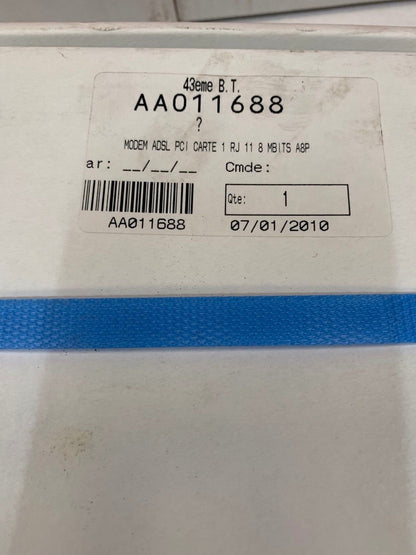 43eme B.T.
AA011688
?
MODEM ADSL PCI CARTE 1 RJ 11 8 MBITS A8P
ar: __/__/__ Cmde:
Qte: 1
AA011688 07/01/2010